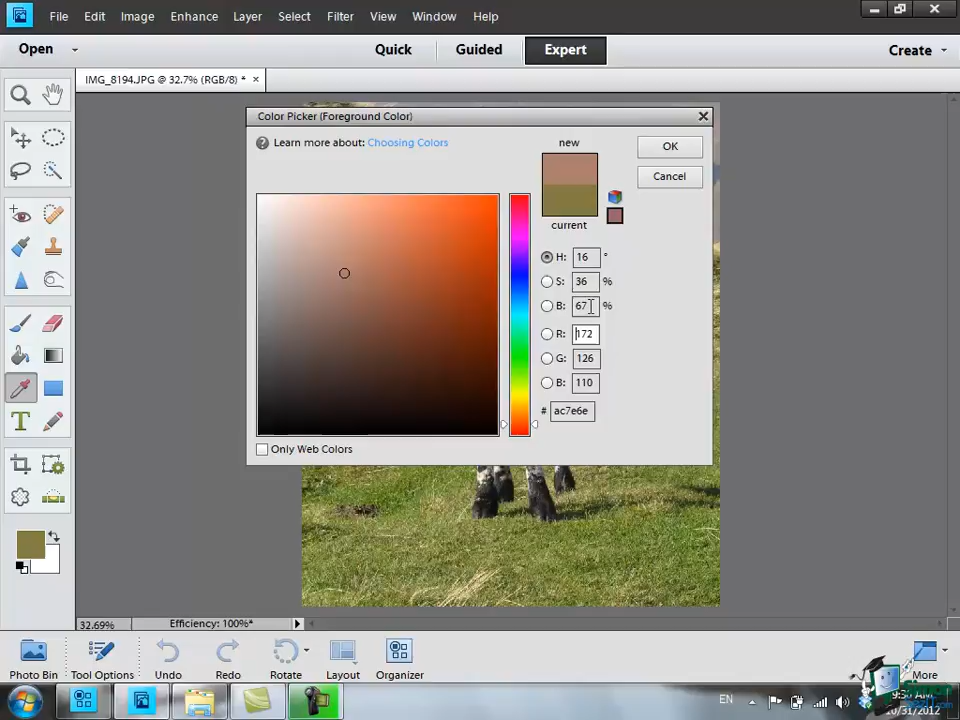 File Edit Image Enhance Layer Select Filter View Window Help
Open Quick Guided Expert Create
IMG_8194.JPG @ 32.7% (RGB/8) * ×
Color Picker (Foreground Color)
? Learn more about: Choosing Colors
new
OK
Cancel
current
H: 16 °
S: 36 %
B: 67 %
R: 172
G: 126
B: 110
# ac7e6e
Only Web Colors
T
32.69% Efficiency: 100%*
Photo Bin Tool Options Undo Redo Rotate Layout Organizer More
EN
10/31/2012